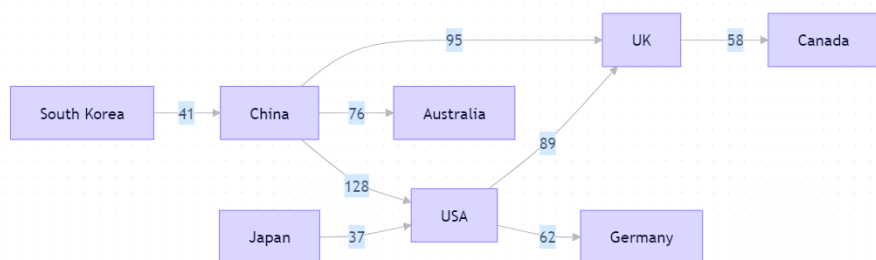 95
UK
58
Canada
South Korea
41
China
76
Australia
89
128
USA
Japan
37
62
Germany